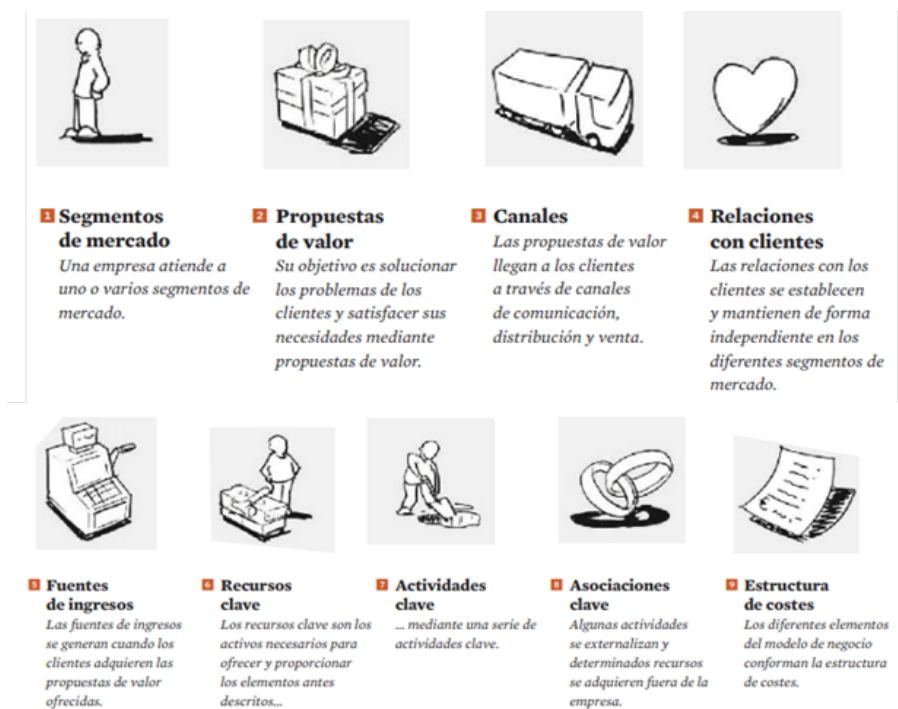 1 Segmentos
de mercado
Una empresa atiende a
uno o varios segmentos de
mercado.
2 Propuestas
de valor
Su objetivo es solucionar
los problemas de los
clientes y satisfacer sus
necesidades mediante
propuestas de valor.
3 Canales
Las propuestas de valor
llegan a los clientes
a través de canales
de comunicación,
distribución y venta.
4 Relaciones
con clientes
Las relaciones con los
clientes se establecen
y mantienen de forma
independiente en los
diferentes segmentos de
mercado.
5 Fuentes
de ingresos
Las fuentes de ingresos
se generan cuando los
clientes adquieren las
propuestas de valor
ofrecidas.
6 Recursos
clave
Los recursos clave son los
activos necesarios para
ofrecer y proporcionar
los elementos antes
descritos...
7 Actividades
clave
... mediante una serie de
actividades clave.
8 Asociaciones
clave
Algunas actividades
se externalizan y
determinados recursos
se adquieren fuera de la
empresa.
9 Estructura
de costes
Los diferentes elementos
del modelo de negocio
conforman la estructura
de costes.